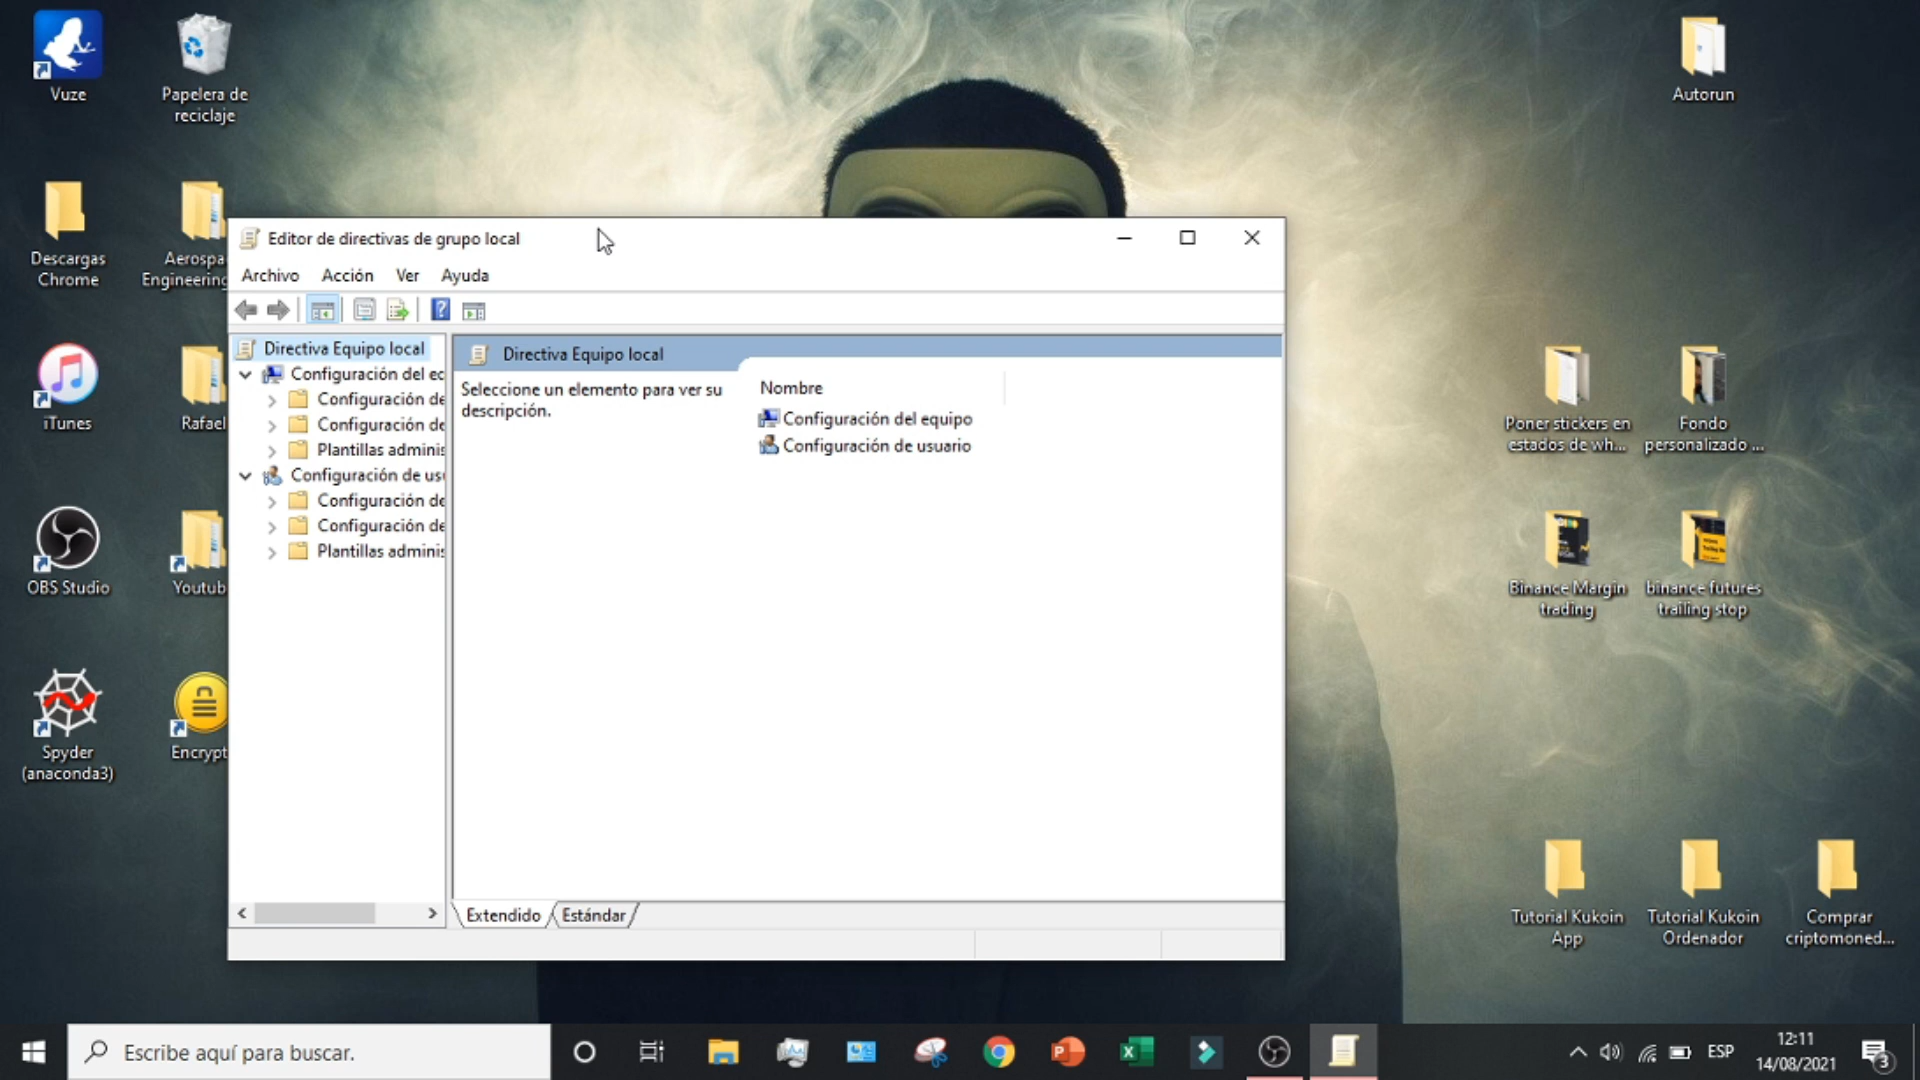 Vuze
Papelera de
reciclaje
Autorun
Descargas
Chrome
Aerospa
Engineering
iTunes
Rafael
OBS Studio
Youtub
Spyder
(anaconda3)
Encrypt
Editor de directivas de grupo local
Archivo Acción Ver Ayuda
Directiva Equipo local
Configuración del ec
Configuración de
Configuración de
Plantillas adminis
Configuración de usu
Configuración de
Configuración de
Plantillas adminis
Directiva Equipo local
Seleccione un elemento para ver su
descripción.
Nombre
Configuración del equipo
Configuración de usuario
Extendido Estándar
Poner stickers en
estados de wh...
Fondo
personalizado ...
Binance Margin
trading
binance futures
trailing stop
Tutorial Kukoin
App
Tutorial Kukoin
Ordenador
Comprar
criptomoned...
Escribe aquí para buscar.
ESP
12:11
14/08/2021
3